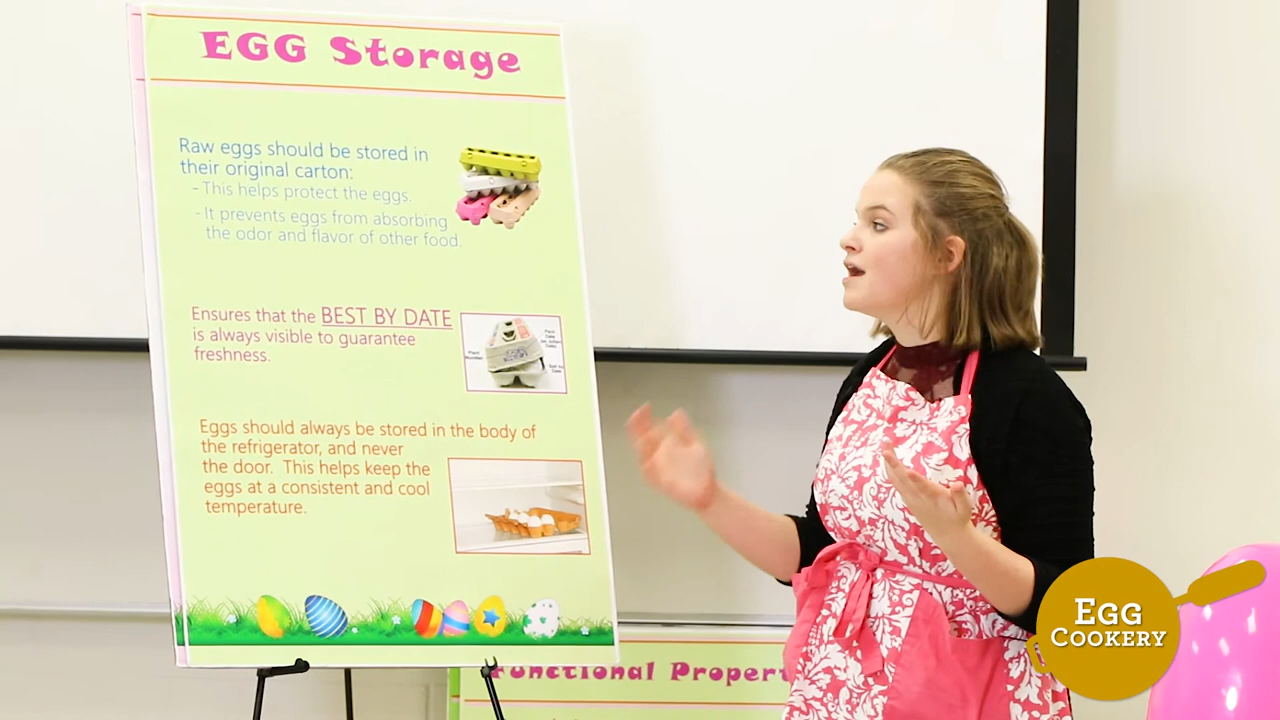 EGG Storage
Raw eggs should be stored in
their original carton:
- This helps protect the eggs.
- It prevents eggs from absorbing
the odor and flavor of other food.
Ensures that the BEST BY DATE
is always visible to guarantee
freshness.
Plant
Number
Eggs should always be stored in the body of
the refrigerator, and never
the door. This helps keep the
eggs at a consistent and cool
temperature.
Functional Propert
EGG
COOKERY